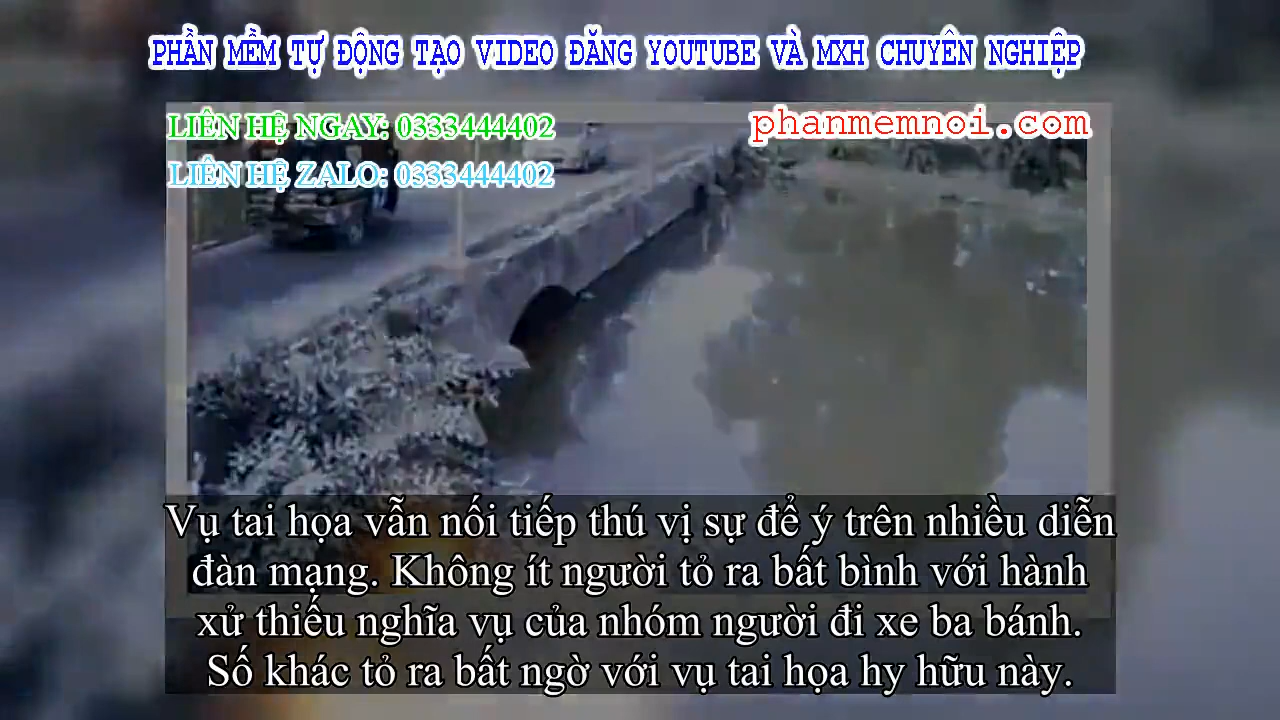 PHẦN MỀM TỰ ĐỘNG TẠO VIDEO ĐĂNG YOUTUBE VÀ MXH CHUYÊN NGHIỆP
LIÊN HỆ NGAY: 0333444402
phanmemnoi.com
LIÊN HỆ ZALO: 0333444402
Vụ tai họa vẫn nối tiếp thú vị sự để ý trên nhiều diễn
đàn mạng. Không ít người tỏ ra bất bình với hành
xử thiếu nghĩa vụ của nhóm người đi xe ba bánh.
Số khác tỏ ra bất ngờ với vụ tai họa hy hữu này.